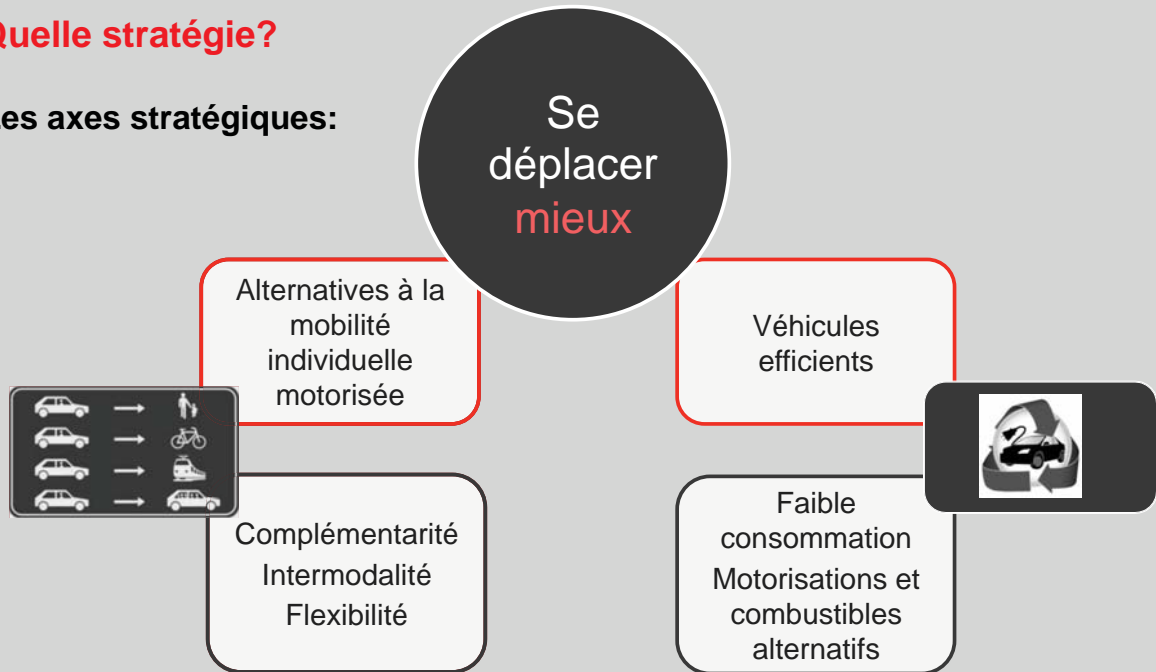 Quelle stratégie?
Les axes stratégiques:
Se
déplacer
mieux
Alternatives à la
mobilité
individuelle
motorisée
Véhicules
efficients
Complémentarité
Intermodalité
Flexibilité
Faible
consommation
Motorisations et
combustibles
alternatifs